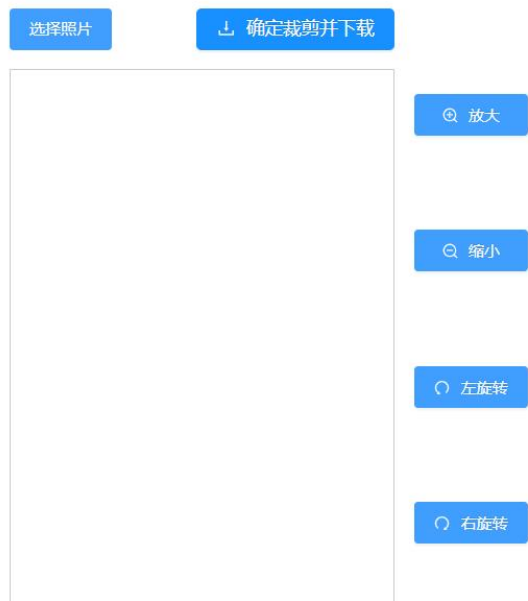 选择照片
确定裁剪并下载
放大
缩小
左旋转
右旋转